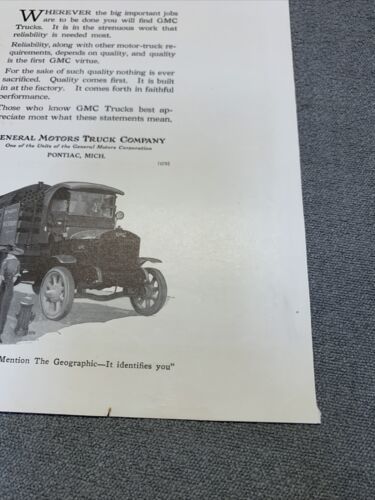 WHEREVER the big important jobs
are to be done you will find GMC
Trucks. It is in the strenuous work that
reliability is needed most.
Reliability, along with other motor-truck re-
quirements, depends on quality, and quality
is the first GMC virtue.
For the sake of such quality nothing is ever
sacrificed. Quality comes first. It is built
in at the factory. It comes forth in faithful
performance.
Those who know GMC Trucks best ap-
preciate most what these statements mean.
GENERAL MOTORS TRUCK COMPANY
One of the Units of the General Motors Corporation
PONTIAC, MICH.
GMC
Mention The Geographic—It identifies you"